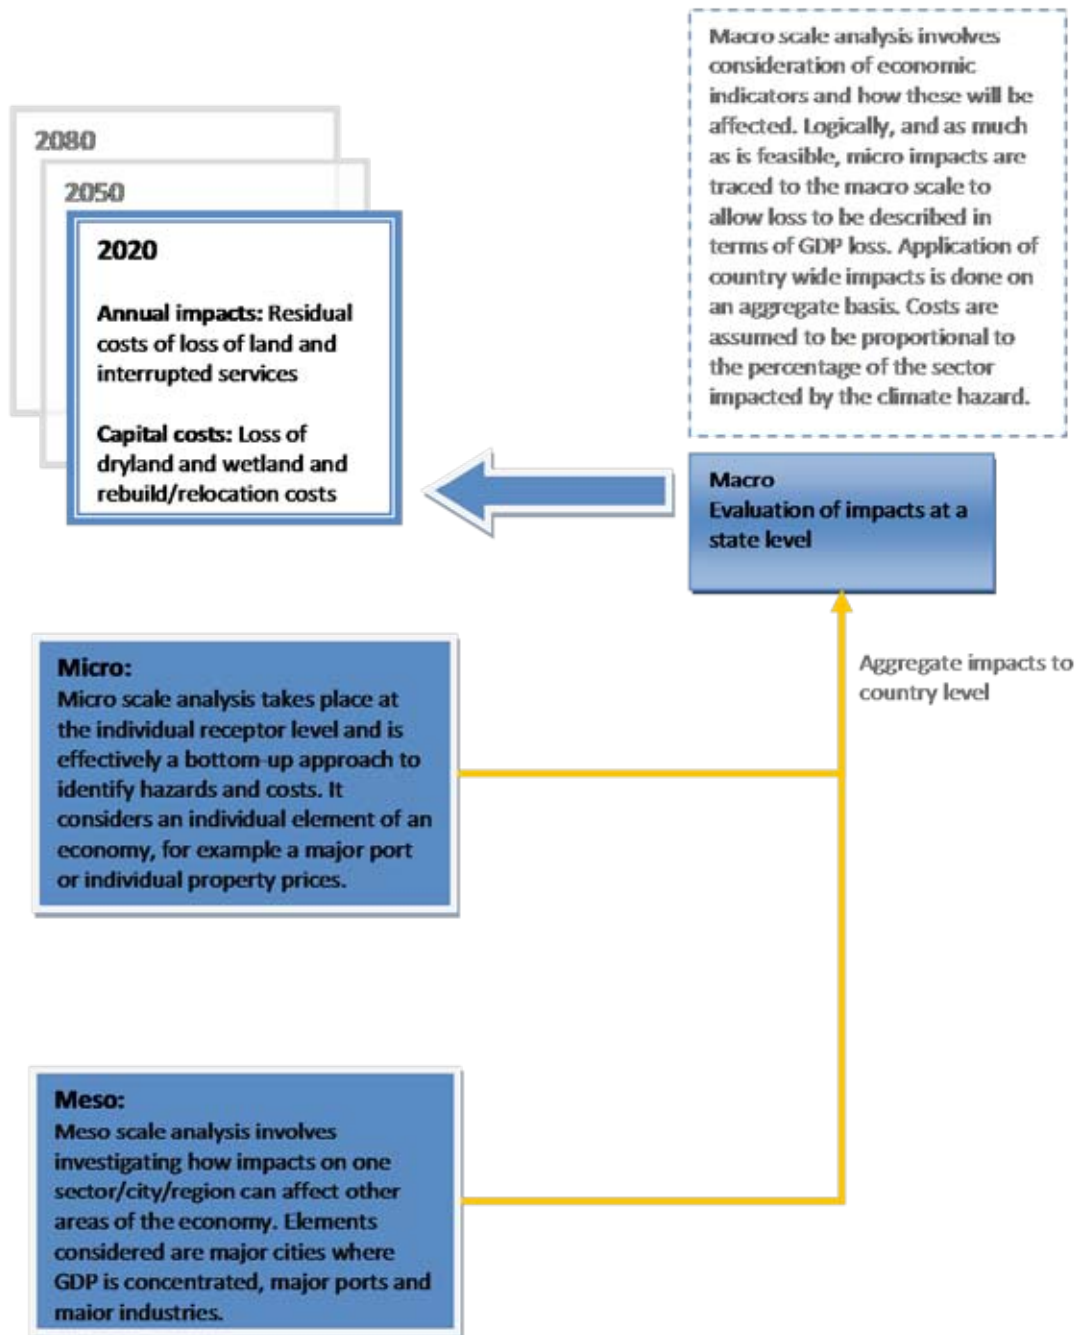 Macro scale analysis involves
consideration of economic
indicators and how these will be
affected. Logically, and as much
as is feasible, micro impacts are
traced to the macro scale to
allow loss to be described in
terms of GDP loss. Application of
country wide impacts is done on
an aggregate basis. Costs are
assumed to be proportional to
the percentage of the sector
impacted by the climate hazard.
2080
2050
2020
Annual impacts: Residual
costs of loss of land and
interrupted services
Capital costs: Loss of
dryland and wetland and
rebuild/relocation costs
Macro
Evaluation of impacts at a
state level
Aggregate impacts to
country level
Micro:
Micro scale analysis takes place at
the individual receptor level and is
effectively a bottom-up approach to
identify hazards and costs. It
considers an individual element of an
economy, for example a major port
or individual property prices.
Meso:
Meso scale analysis involves
investigating how impacts on one
sector/city/region can affect other
areas of the economy. Elements
considered are major cities where
GDP is concentrated, major ports and
major industries.